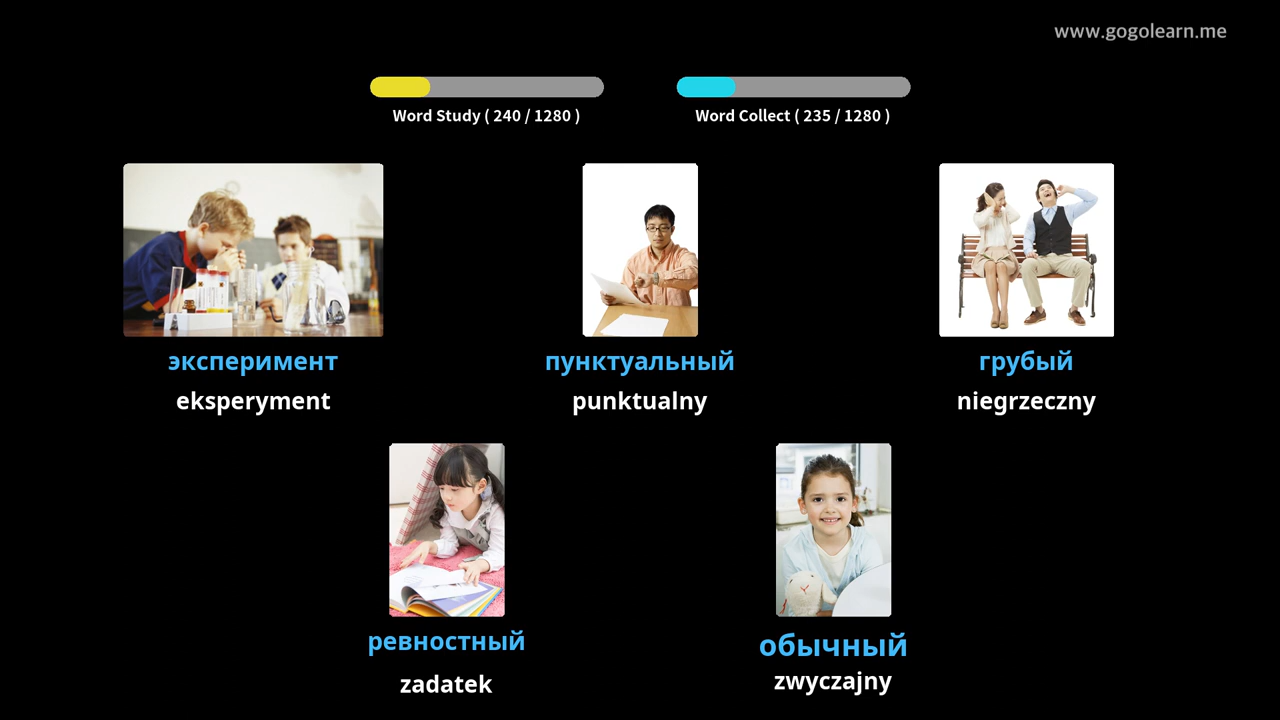 www.gogolearn.me
Word Study ( 240 / 1280 )
Word Collect ( 235 / 1280 )
эксперимент
пунктуальный
грубый
eksperyment
punktualny
niegrzeczny
ревностный
обычный
zadatek
zwyczajny